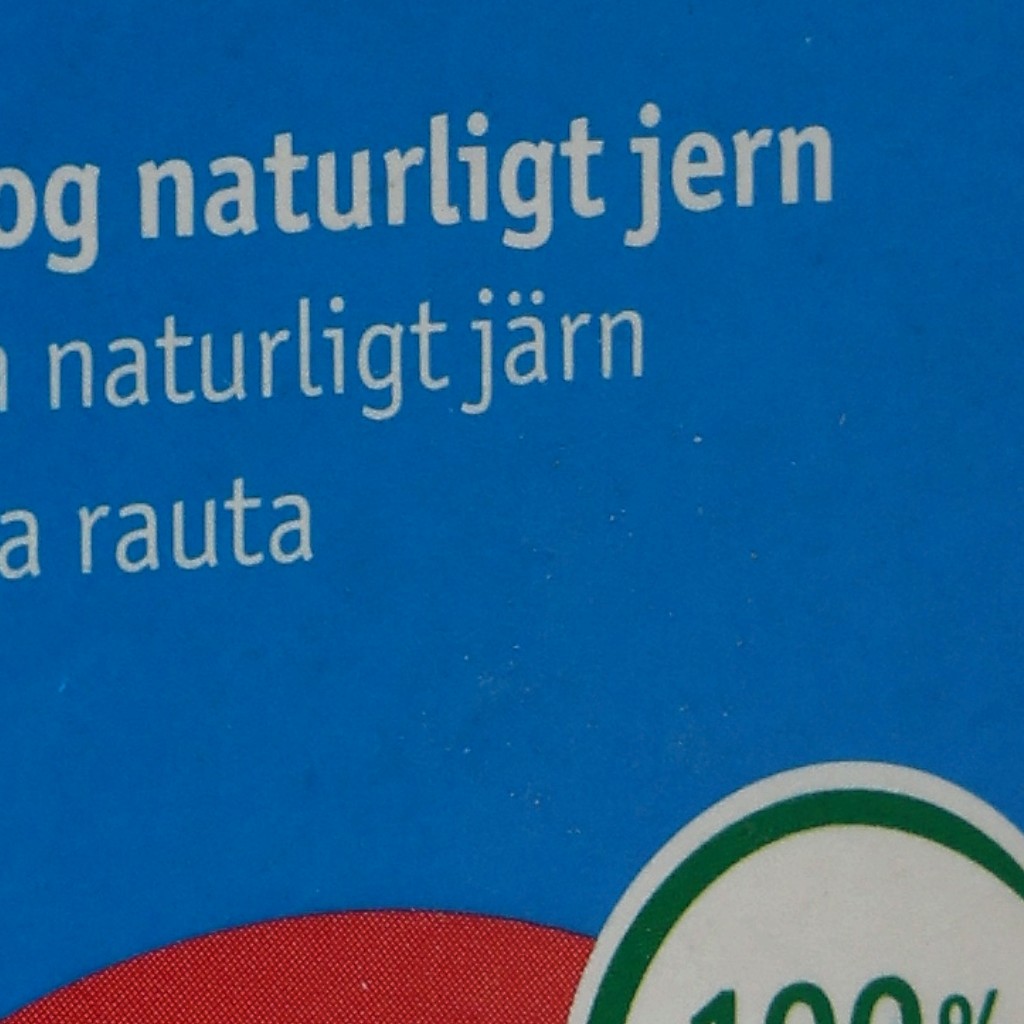 og naturligt jern
naturligt järn
rauta
100%